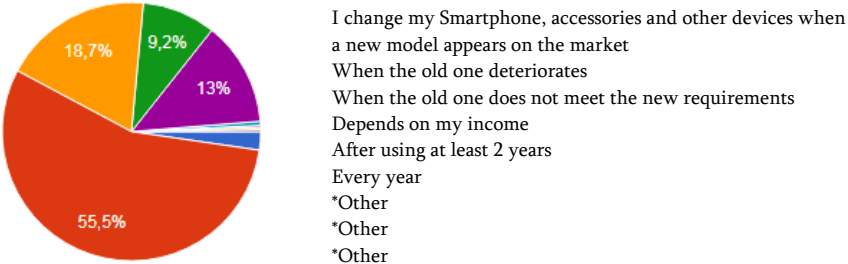 18,7%
9,2%
13%
55,5%
I change my Smartphone, accessories and other devices when
a new model appears on the market
When the old one deteriorates
When the old one does not meet the new requirements
Depends on my income
After using at least 2 years
Every year
*Other
*Other
*Other